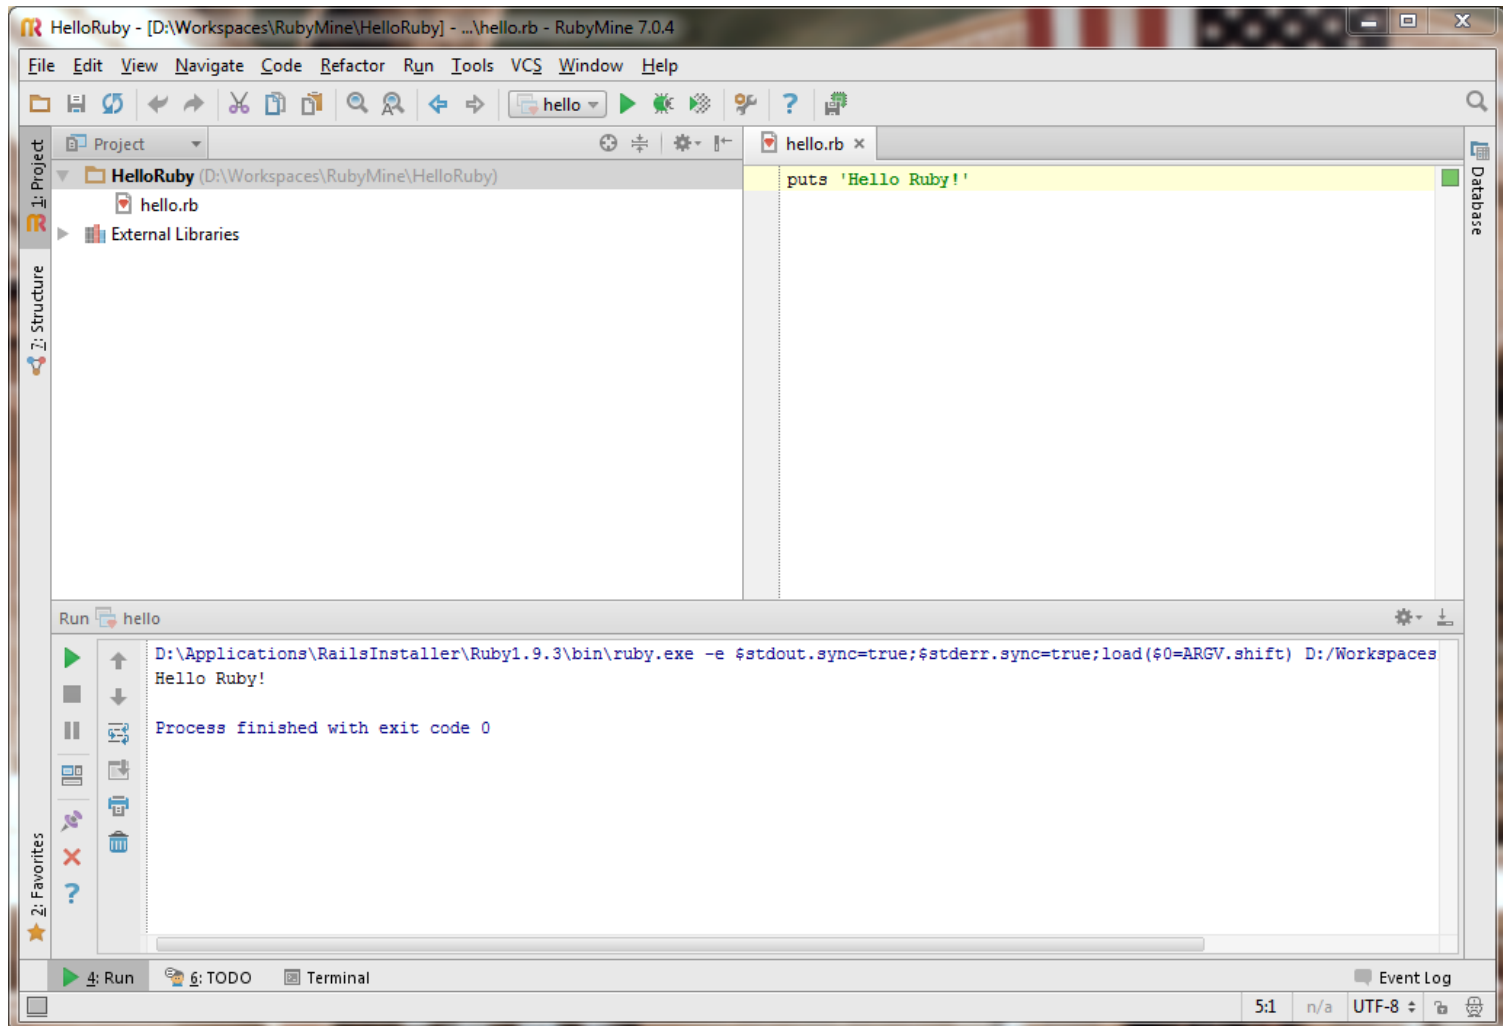 HelloRuby - [D:\Workspaces\RubyMine\HelloRuby] - ...\hello.rb - RubyMine 7.0.4
File Edit View Navigate Code Refactor Run Tools VCS Window Help
hello
1: Project
Project
hello.rb
HelloRuby (D:\Workspaces\RubyMine\HelloRuby)
hello.rb
External Libraries
puts 'Hello Ruby!'
Database
7: Structure
Run hello
D:\Applications\RailsInstaller\Ruby1.9.3\bin\ruby.exe -e $stdout.sync=true;$stderr.sync=true;load($0=ARGV.shift) D:/Workspaces
Hello Ruby!
Process finished with exit code 0
2: Favorites
4: Run 6: TODO Terminal Event Log
5:1 n/a UTF-8